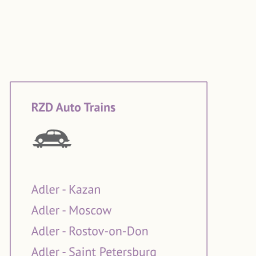 RZD Auto Trains
Adler - Kazan
Adler - Moscow
Adler - Rostov-on-Don
Adler - Saint Petersburg